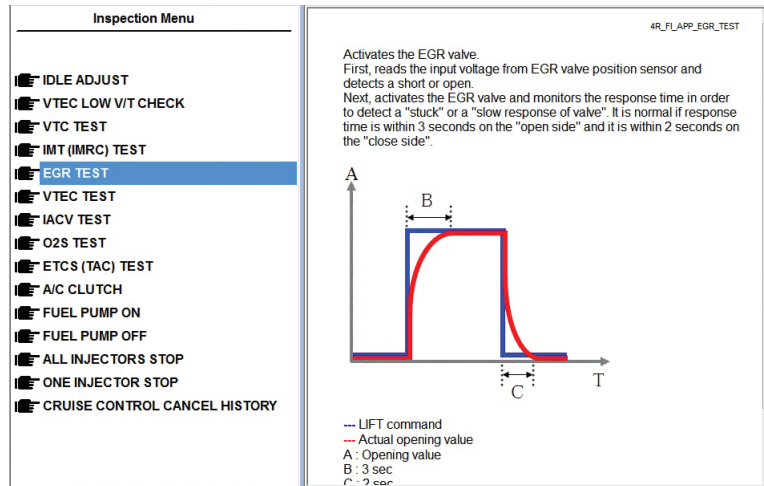 Inspection Menu
IDLE ADJUST
VTEC LOW V/T CHECK
VTC TEST
IMT (IMRC) TEST
EGR TEST
VTEC TEST
IACV TEST
O2S TEST
ETCS (TAC) TEST
A/C CLUTCH
FUEL PUMP ON
FUEL PUMP OFF
ALL INJECTORS STOP
ONE INJECTOR STOP
CRUISE CONTROL CANCEL HISTORY
4R_FI_APP_EGR_TEST
Activates the EGR valve.
First, reads the input voltage from EGR valve position sensor and
detects a short or open.
Next, activates the EGR valve and monitors the response time in order
to detect a "stuck" or a "slow response of valve". It is normal if response
time is within 3 seconds on the "open side" and it is within 2 seconds on
the "close side".
A
B
C
T
--- LIFT command
--- Actual opening value
A : Opening value
B : 3 sec
C : 2 sec